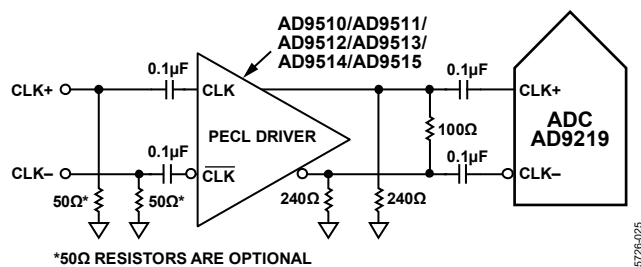 AD9510/AD9511/
AD9512/AD9513/
AD9514/AD9515
0.1µF
0.1µF
CLK+
CLK
CLK+
PECL DRIVER
100Ω
ADC
AD9219
0.1µF
0.1µF
CLK–
CLK
CLK–
50Ω*
50Ω*
240Ω
240Ω
*50Ω RESISTORS ARE OPTIONAL
5726-025